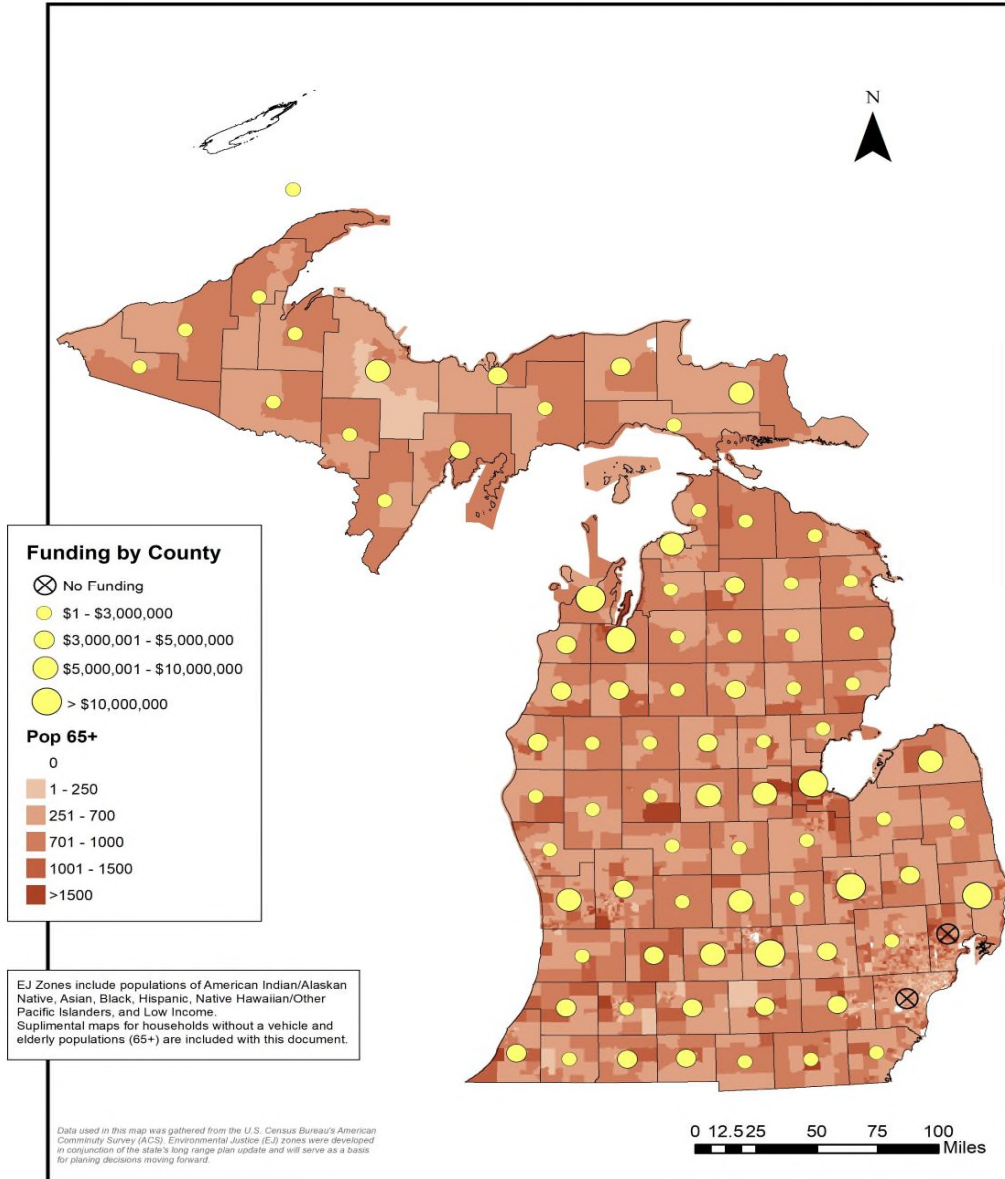 N
Funding by County
No Funding
$1 - $3,000,000
$3,000,001 - $5,000,000
$5,000,001 - $10,000,000
> $10,000,000
Pop 65+
0
1 - 250
251 - 700
701 - 1000
1001 - 1500
>1500
EJ Zones include populations of American Indian/Alaskan
Native, Asian, Black, Hispanic, Native Hawaiian/Other
Pacific Islanders, and Low Income.
Suplimental maps for households without a vehicle and
elderly populations (65+) are included with this document.
Data used in this map was gathered from the U.S. Census Bureau's American
Comminuty Survey (ACS). Environmental Justice (EJ) zones were developed
in conjunction of the state's long range plan update and will serve as a basis
for planing decisions moving forward.
0 12.525 50 75 100
Miles